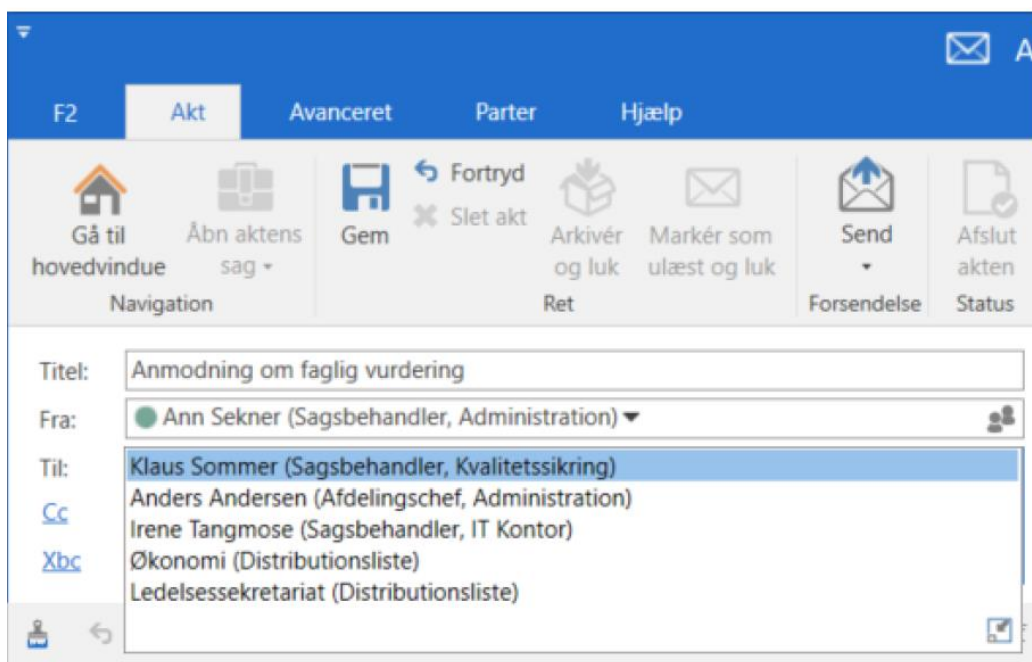 A
F2 Akt Avanceret Parter Hjælp
Gå til hovedvindue
Åbn aktens sag
Gem
Fortryd
Slet akt
Arkivér og luk
Markér som ulæst og luk
Send
Afslut akten
Navigation Ret Forsendelse Status
Titel: Anmodning om faglig vurdering
Fra: Ann Sekner (Sagsbehandler, Administration)
Til: Klaus Sommer (Sagsbehandler, Kvalitetssikring)
Anders Andersen (Afdelingschef, Administration)
Cc
Irene Tangmose (Sagsbehandler, IT Kontor)
Xbc
Økonomi (Distributionsliste)
Ledelsessekretariat (Distributionsliste)